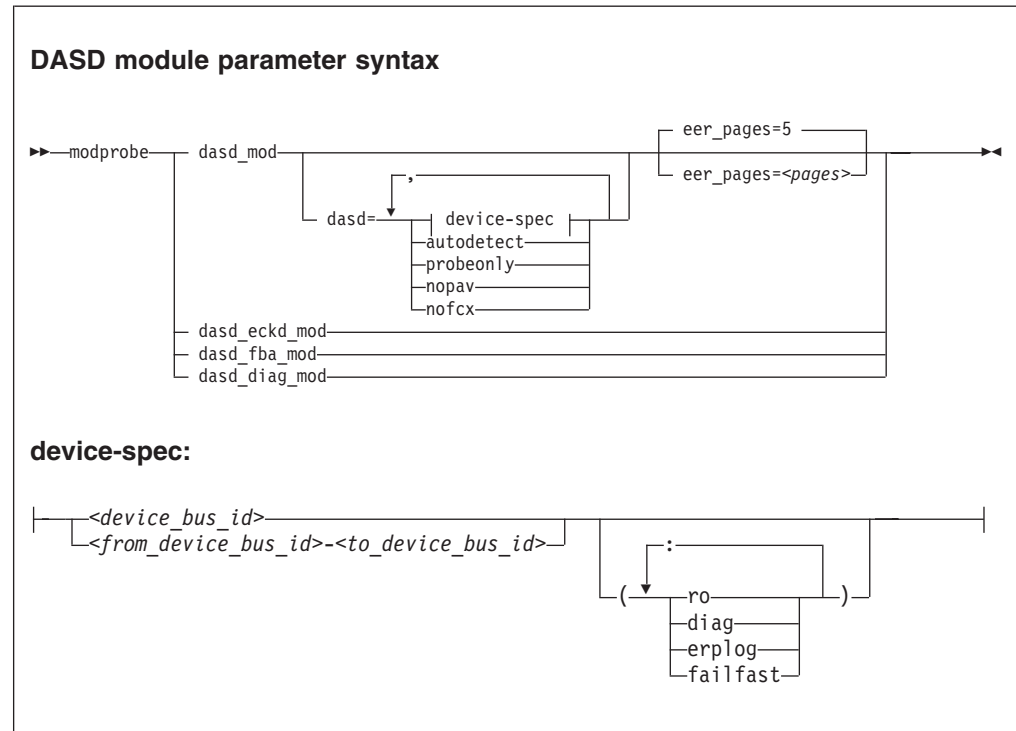 DASD module parameter syntax
eer_pages=5
modprobe dasd_mod
eer_pages=<pages>
,
dasd= device-spec
autodetect
probeonly
nopav
nofcx
dasd_eckd_mod
dasd_fba_mod
dasd_diag_mod
device-spec:
<device_bus_id>
<from_device_bus_id>-<to_device_bus_id>
:
( ro )
diag
erplog
failfast